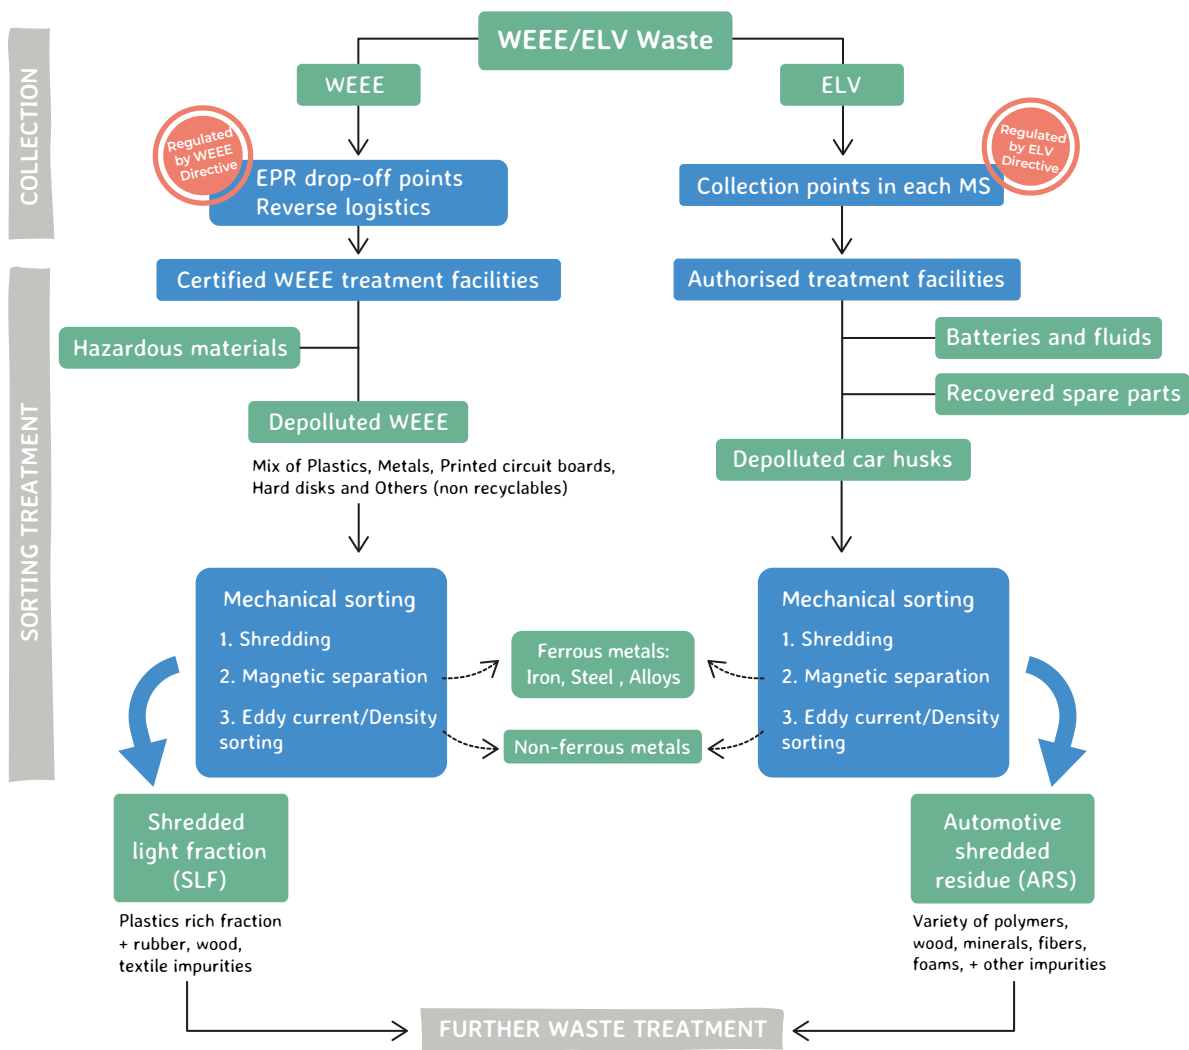 COLLECTION
WEEE/ELV Waste
WEEE
ELV
Regulated
by WEEE
Directive
Regulated
by ELV
Directive
EPR drop-off points
Reverse logistics
Collection points in each MS
SORTING TREATMENT
Certified WEEE treatment facilities
Authorised treatment facilities
Hazardous materials
Batteries and fluids
Recovered spare parts
Depolluted WEEE
Mix of Plastics, Metals, Printed circuit boards,
Hard disks and Others (non recyclables)
Depolluted car husks
Mechanical sorting
1. Shredding
2. Magnetic separation
3. Eddy current/Density
sorting
Ferrous metals:
Iron, Steel , Alloys
Non-ferrous metals
Mechanical sorting
1. Shredding
2. Magnetic separation
3. Eddy current/Density
sorting
Shredded
light fraction
(SLF)
Plastics rich fraction
+ rubber, wood,
textile impurities
Automotive
shredded
residue (ARS)
Variety of polymers,
wood, minerals, fibers,
foams, + other impurities
FURTHER WASTE TREATMENT